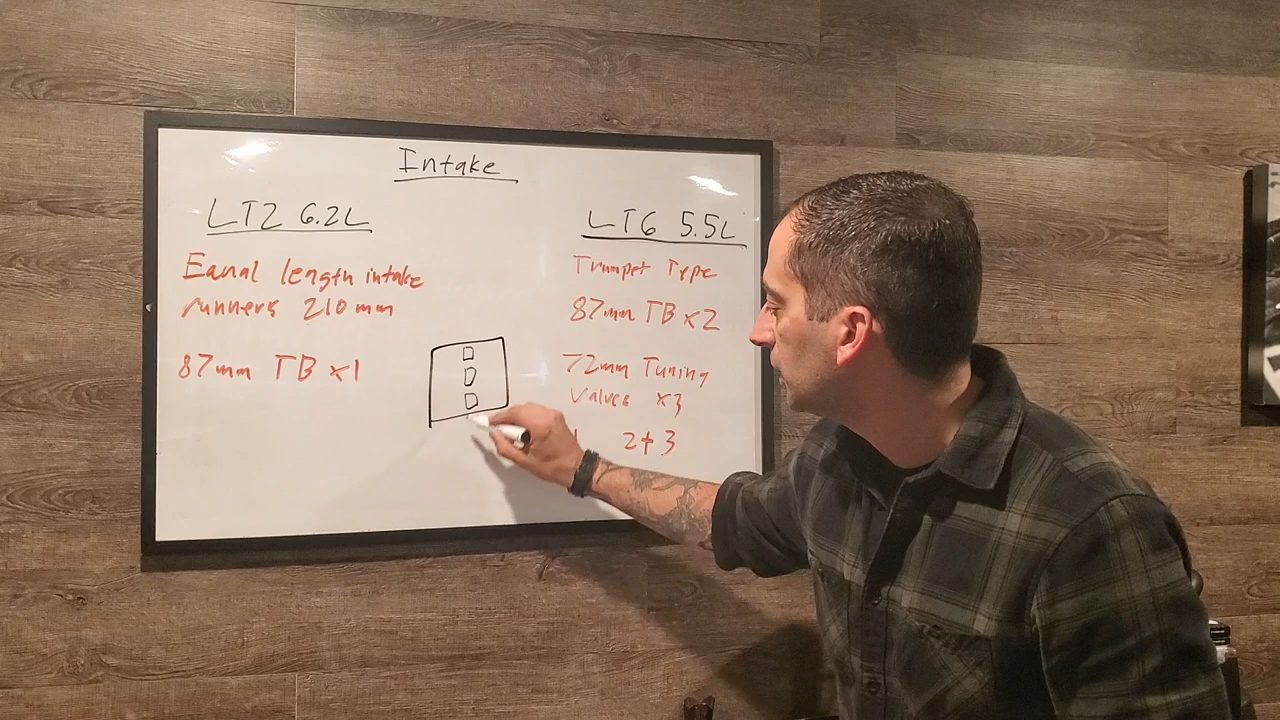 Intake
LT2 6.2L
Equal length intake
runners 210mm
87mm TB x1
LT6 5.5L
Trumpet Type
87mm TB x2
72mm Tuning
Valves x3
1 2+3